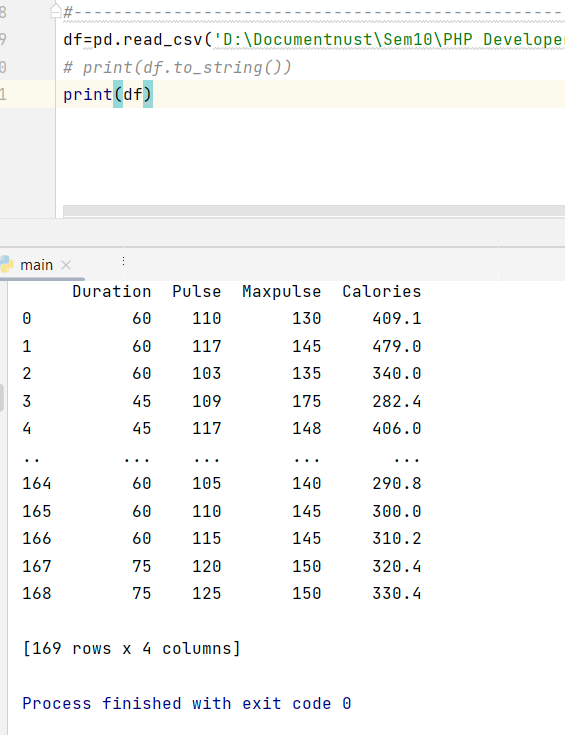 8 #------------------------------------------------
9 df=pd.read_csv('D:\Documentnust\Sem10\PHP Develope
0 # print(df.to_string())
1 print(df)
main
Duration Pulse Maxpulse Calories
0 60 110 130 409.1
1 60 117 145 479.0
2 60 103 135 340.0
3 45 109 175 282.4
4 45 117 148 406.0
.. ... ... ... ...
164 60 105 140 290.8
165 60 110 145 300.0
166 60 115 145 310.2
167 75 120 150 320.4
168 75 125 150 330.4
[169 rows x 4 columns]
Process finished with exit code 0